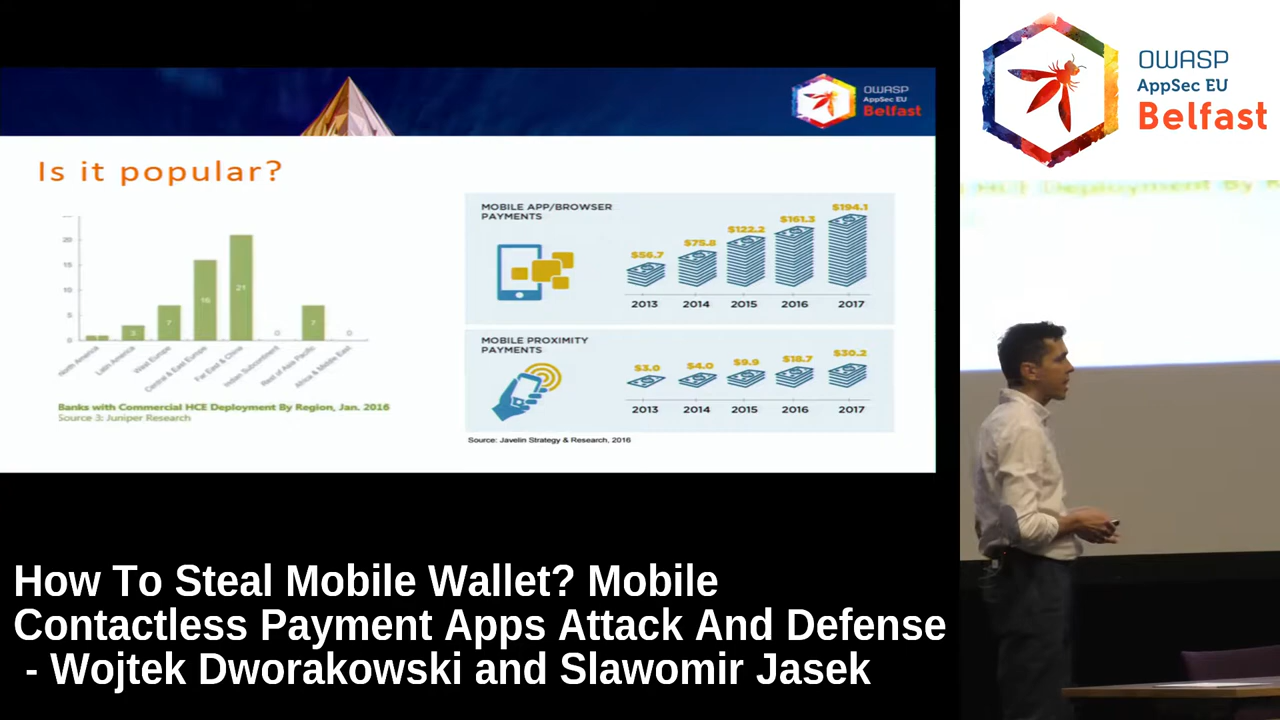 OWASP
AppSec EU
Belfast
OWASP
AppSec EU
Belfast
Is it popular?
20
15
10
5
0
3
7
16
21
0
7
0
North America
Latin America
West Europe
Central & East Europe
Far East & China
Indian Subcontinent
Rest of Asia Pacific
Africa & Middle East
Banks with Commercial HCE Deployment By Region, Jan. 2016
Source 3: Juniper Research
MOBILE APP/BROWSER
PAYMENTS
$56.7
$75.8
$122.2
$161.3
$194.1
2013 2014 2015 2016 2017
MOBILE PROXIMITY
PAYMENTS
$3.0
$4.0
$9.9
$18.7
$30.2
2013 2014 2015 2016 2017
Source: Javelin Strategy & Research, 2016
HCE Deployment By R
How To Steal Mobile Wallet? Mobile
Contactless Payment Apps Attack And Defense
- Wojtek Dworakowski and Slawomir Jasek